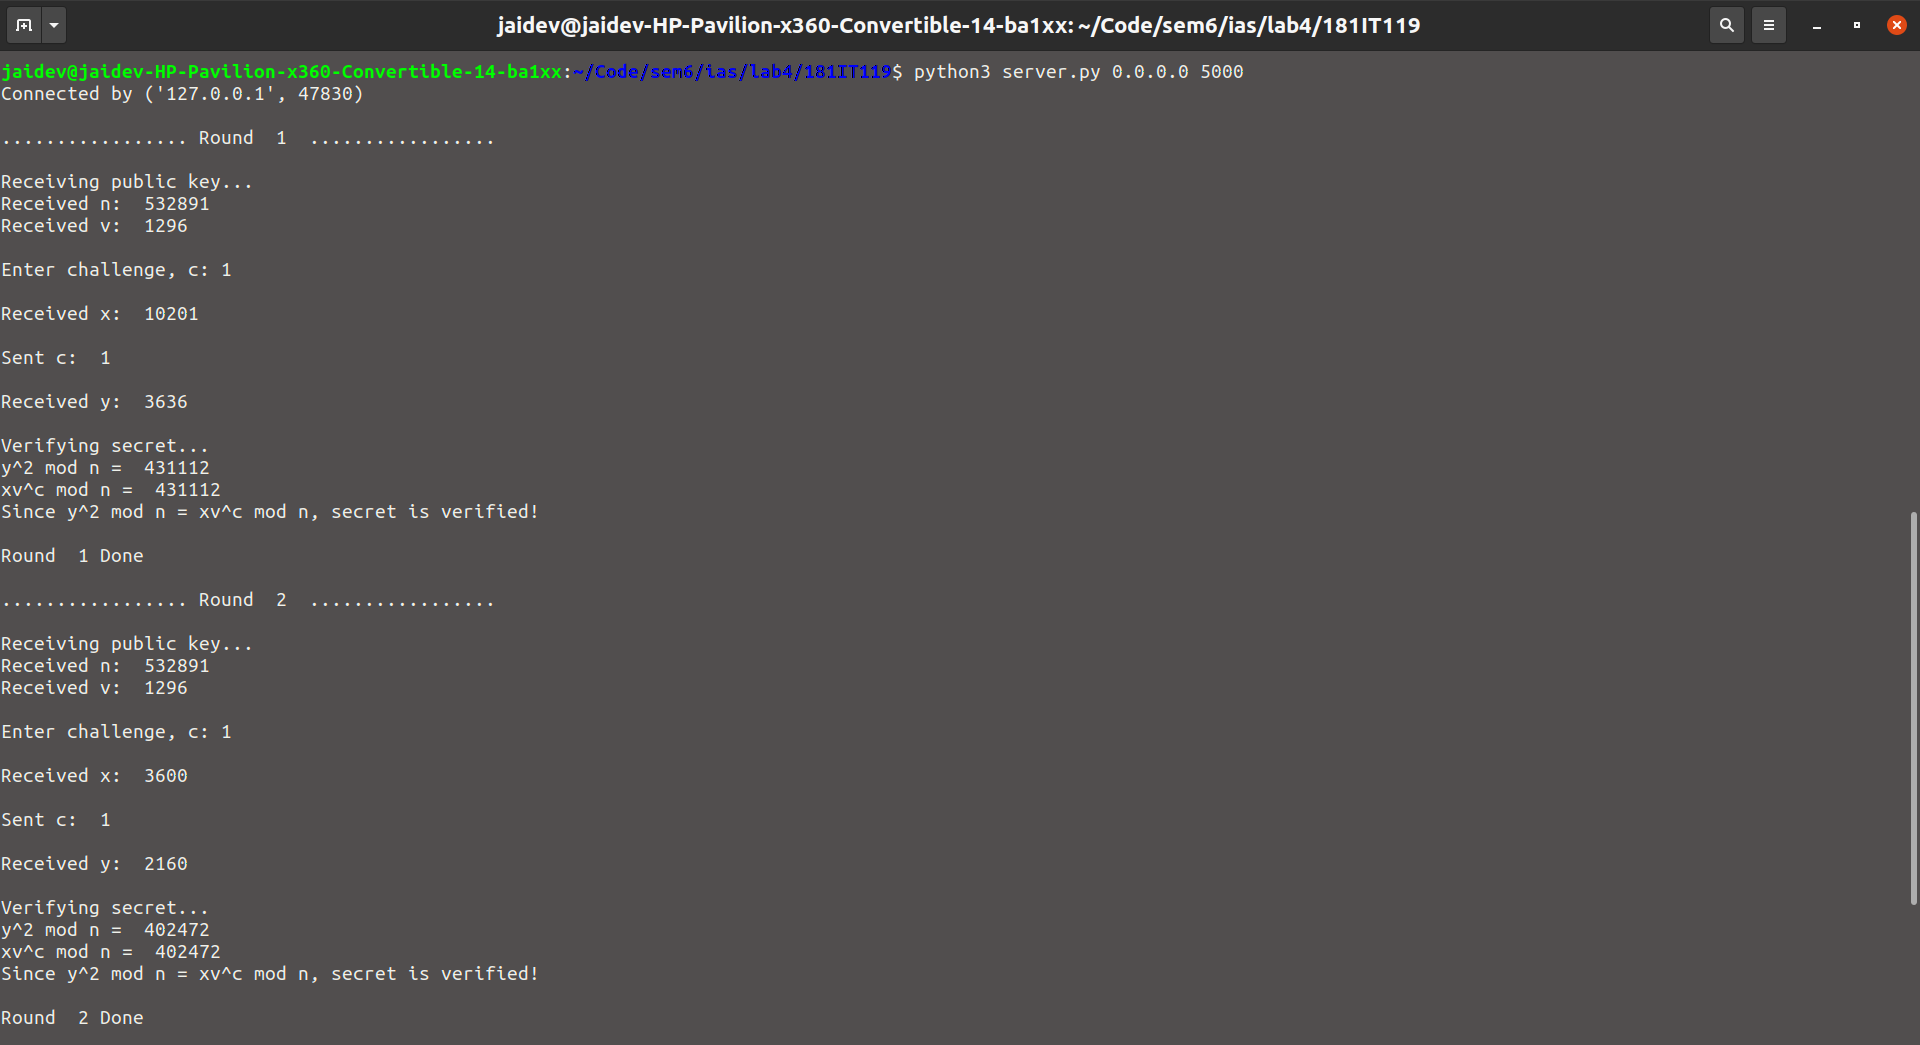 jaidev@jaidev-HP-Pavilion-x360-Convertible-14-ba1xx: ~/Code/sem6/ias/lab4/181IT119
jaidev@jaidev-HP-Pavilion-x360-Convertible-14-ba1xx:~/Code/sem6/ias/lab4/181IT119$ python3 server.py 0.0.0.0 5000
Connected by ('127.0.0.1', 47830)
................. Round  1  .................
Receiving public key...
Received n:  532891
Received v:  1296
Enter challenge, c: 1
Received x:  10201
Sent c:  1
Received y:  3636
Verifying secret...
y^2 mod n =  431112
xv^c mod n =  431112
Since y^2 mod n = xv^c mod n, secret is verified!
Round  1 Done
................. Round  2  .................
Receiving public key...
Received n:  532891
Received v:  1296
Enter challenge, c: 1
Received x:  3600
Sent c:  1
Received y:  2160
Verifying secret...
y^2 mod n =  402472
xv^c mod n =  402472
Since y^2 mod n = xv^c mod n, secret is verified!
Round  2 Done